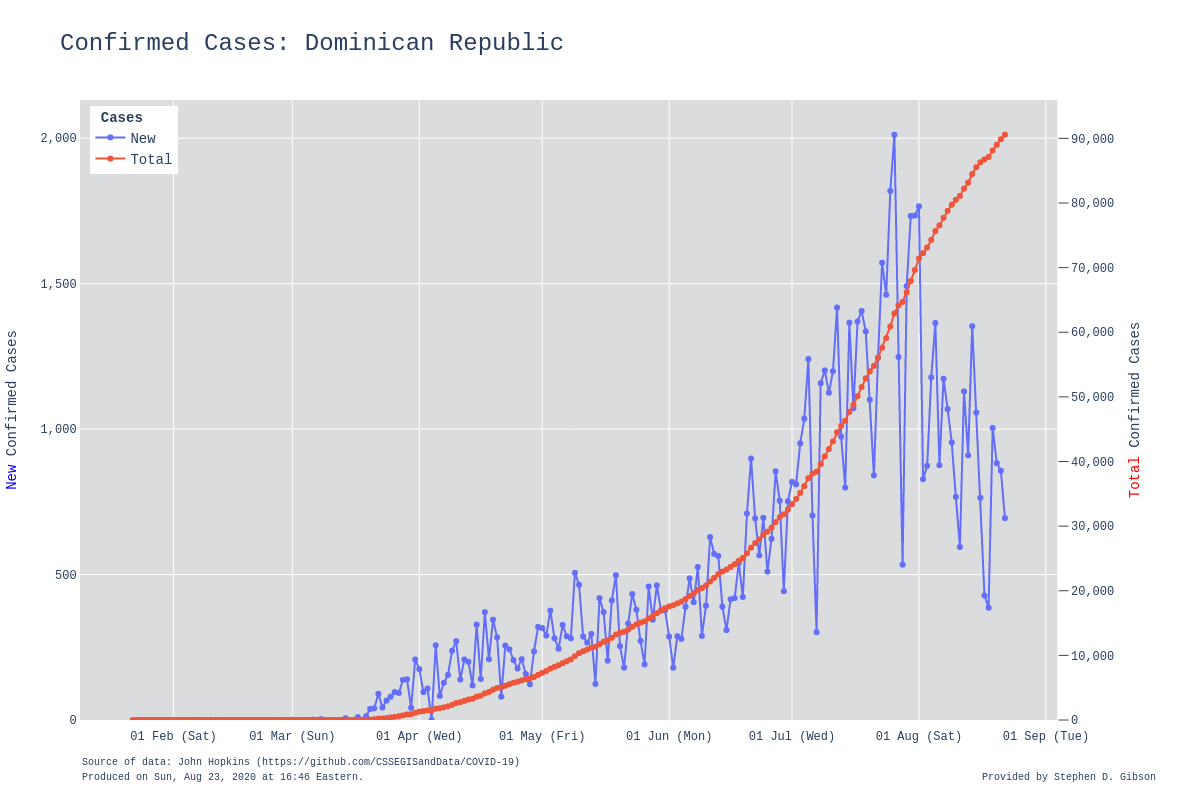 Confirmed Cases: Dominican Republic
Cases
New
Total
2,000
1,500
1,000
500
0
New Confirmed Cases
90,000
80,000
70,000
60,000
50,000
40,000
30,000
20,000
10,000
0
Total Confirmed Cases
01 Feb (Sat) 01 Mar (Sun) 01 Apr (Wed) 01 May (Fri) 01 Jun (Mon) 01 Jul (Wed) 01 Aug (Sat) 01 Sep (Tue)
Source of data: John Hopkins (https://github.com/CSSEGISandData/COVID-19)
Produced on Sun, Aug 23, 2020 at 16:46 Eastern.
Provided by Stephen D. Gibson